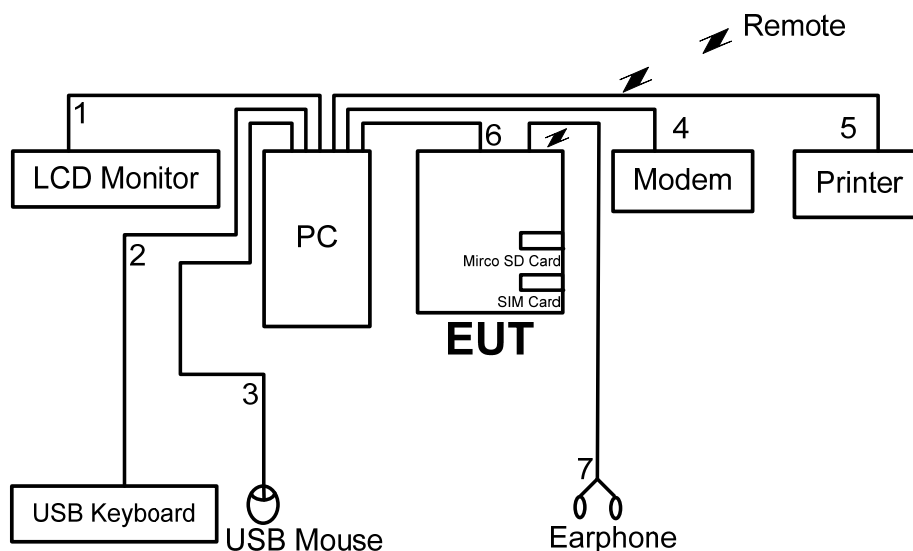 Remote
1
6
4
5
LCD Monitor
PC
Modem
Printer
2
Mirco SD Card
SIM Card
EUT
3
7
USB Keyboard
USB Mouse
Earphone